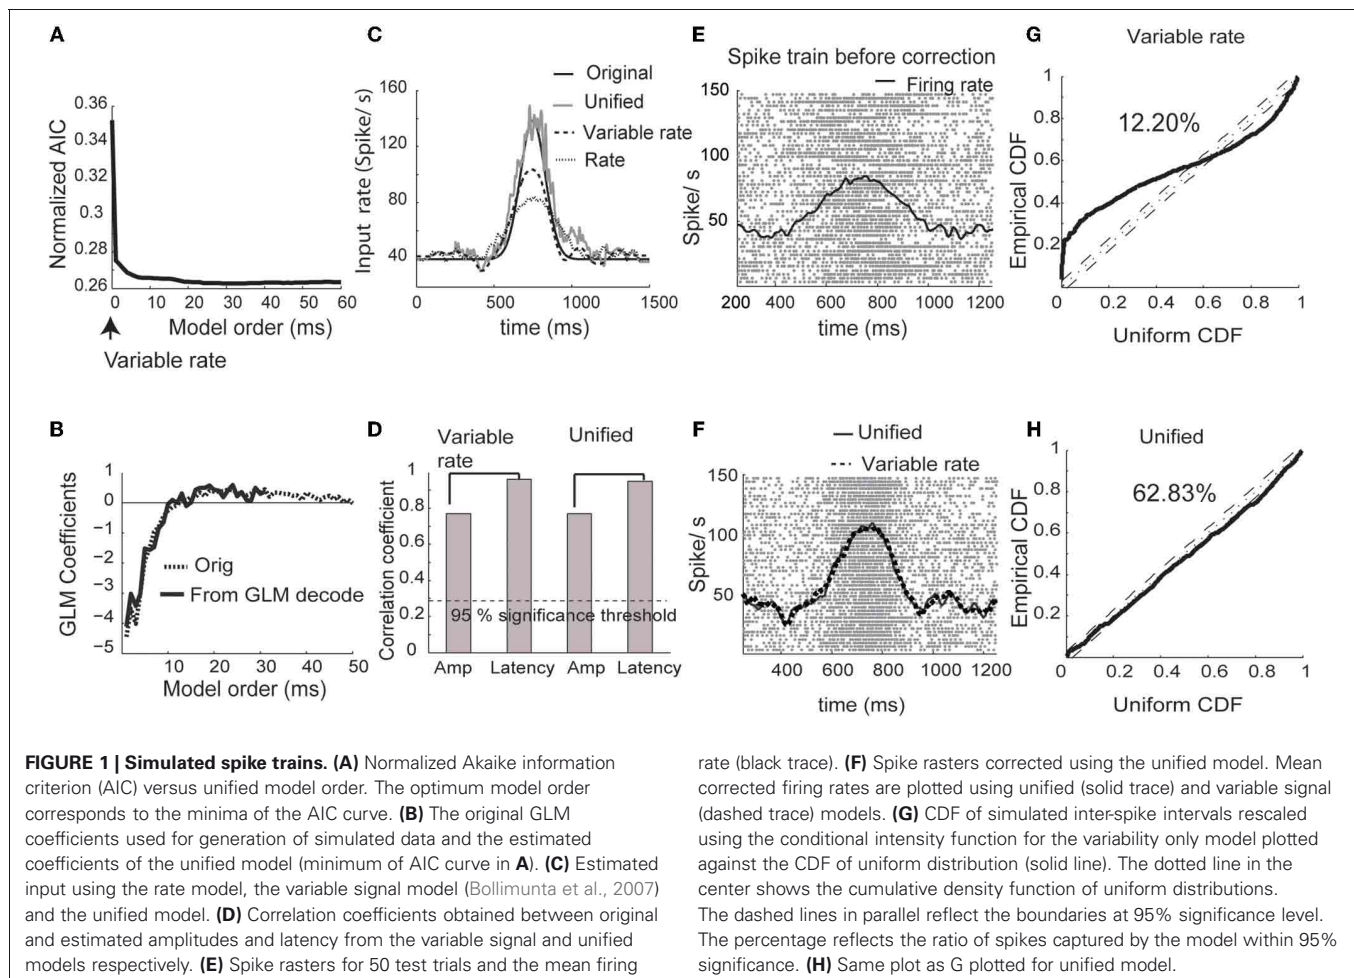 A
0.36
0.34
0.32
0.3
0.28
0.26
Normalized AIC
0 10 20 30 40 50 60
Model order (ms)
Variable rate
C
Original
Unified
Variable rate
Rate
160
120
80
40
Input rate (Spike/ s)
0 500 1000 1500
time (ms)
E
Spike train before correction
Firing rate
150
100
50
Spike/ s
200 400 600 800 1000 1200
time (ms)
G
Variable rate
1
0.8
0.6
0.4
0.2
12.20%
Empirical CDF
0 0.2 0.4 0.6 0.8 1
Uniform CDF
B
1
0
−1
−2
−3
−4
−5
GLM Coefficients
Orig
From GLM decode
10 20 30 40 50
Model order (ms)
D
Variable
rate
Unified
1
0.8
0.6
0.4
0.2
0
Correlation coefficient
95 % significance threshold
Amp Latency Amp Latency
F
Unified
Variable rate
150
100
50
Spike/ s
400 600 800 1000 1200
time (ms)
H
Unified
1
0.8
0.6
0.4
0.2
62.83%
Empirical CDF
0 0.2 0.4 0.6 0.8 1
Uniform CDF
FIGURE 1 | Simulated spike trains. (A) Normalized Akaike information
criterion (AIC) versus unified model order. The optimum model order
corresponds to the minima of the AIC curve. (B) The original GLM
coefficients used for generation of simulated data and the estimated
coefficients of the unified model (minimum of AIC curve in A). (C) Estimated
input using the rate model, the variable signal model (Bollimunta et al., 2007)
and the unified model. (D) Correlation coefficients obtained between original
and estimated amplitudes and latency from the variable signal and unified
models respectively. (E) Spike rasters for 50 test trials and the mean firing
rate (black trace). (F) Spike rasters corrected using the unified model. Mean
corrected firing rates are plotted using unified (solid trace) and variable signal
(dashed trace) models. (G) CDF of simulated inter-spike intervals rescaled
using the conditional intensity function for the variability only model plotted
against the CDF of uniform distribution (solid line). The dotted line in the
center shows the cumulative density function of uniform distributions.
The dashed lines in parallel reflect the boundaries at 95% significance level.
The percentage reflects the ratio of spikes captured by the model within 95%
significance. (H) Same plot as G plotted for unified model.